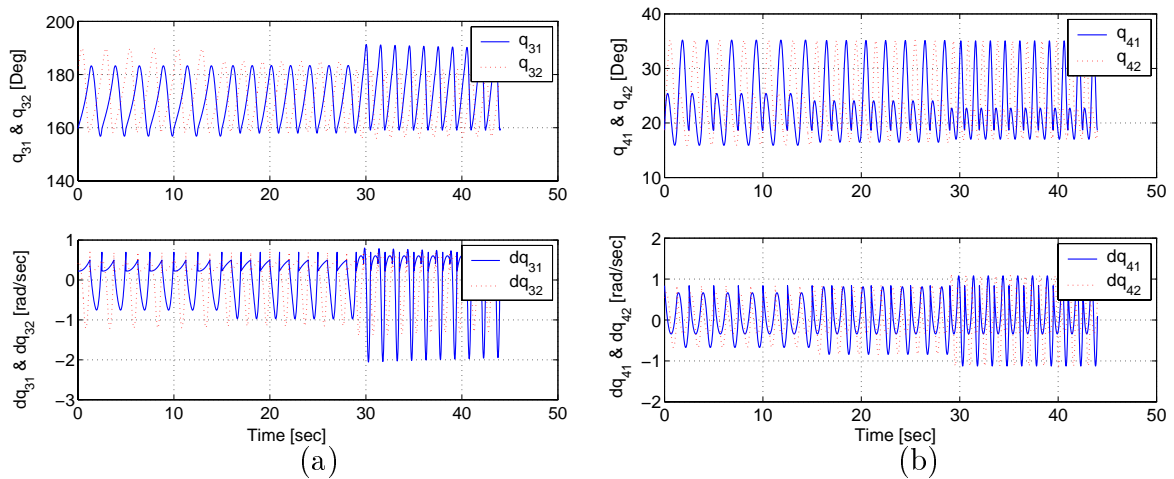 200
180
160
140
q31 & q32 [Deg]
q31
q32
0 10 20 30 40 50
1
0
−1
−2
−3
dq31 & dq32 [rad/sec]
dq31
dq32
0 10 20 30 40 50
Time [sec]
(a)
40
30
20
10
q41 & q42 [Deg]
q41
q42
0 10 20 30 40 50
2
1
0
−1
−2
dq41 & dq42 [rad/sec]
dq41
dq42
0 10 20 30 40 50
Time [sec]
(b)